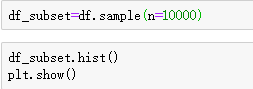 df_subset=df.sample(n=10000)
df_subset.hist()
plt.show()